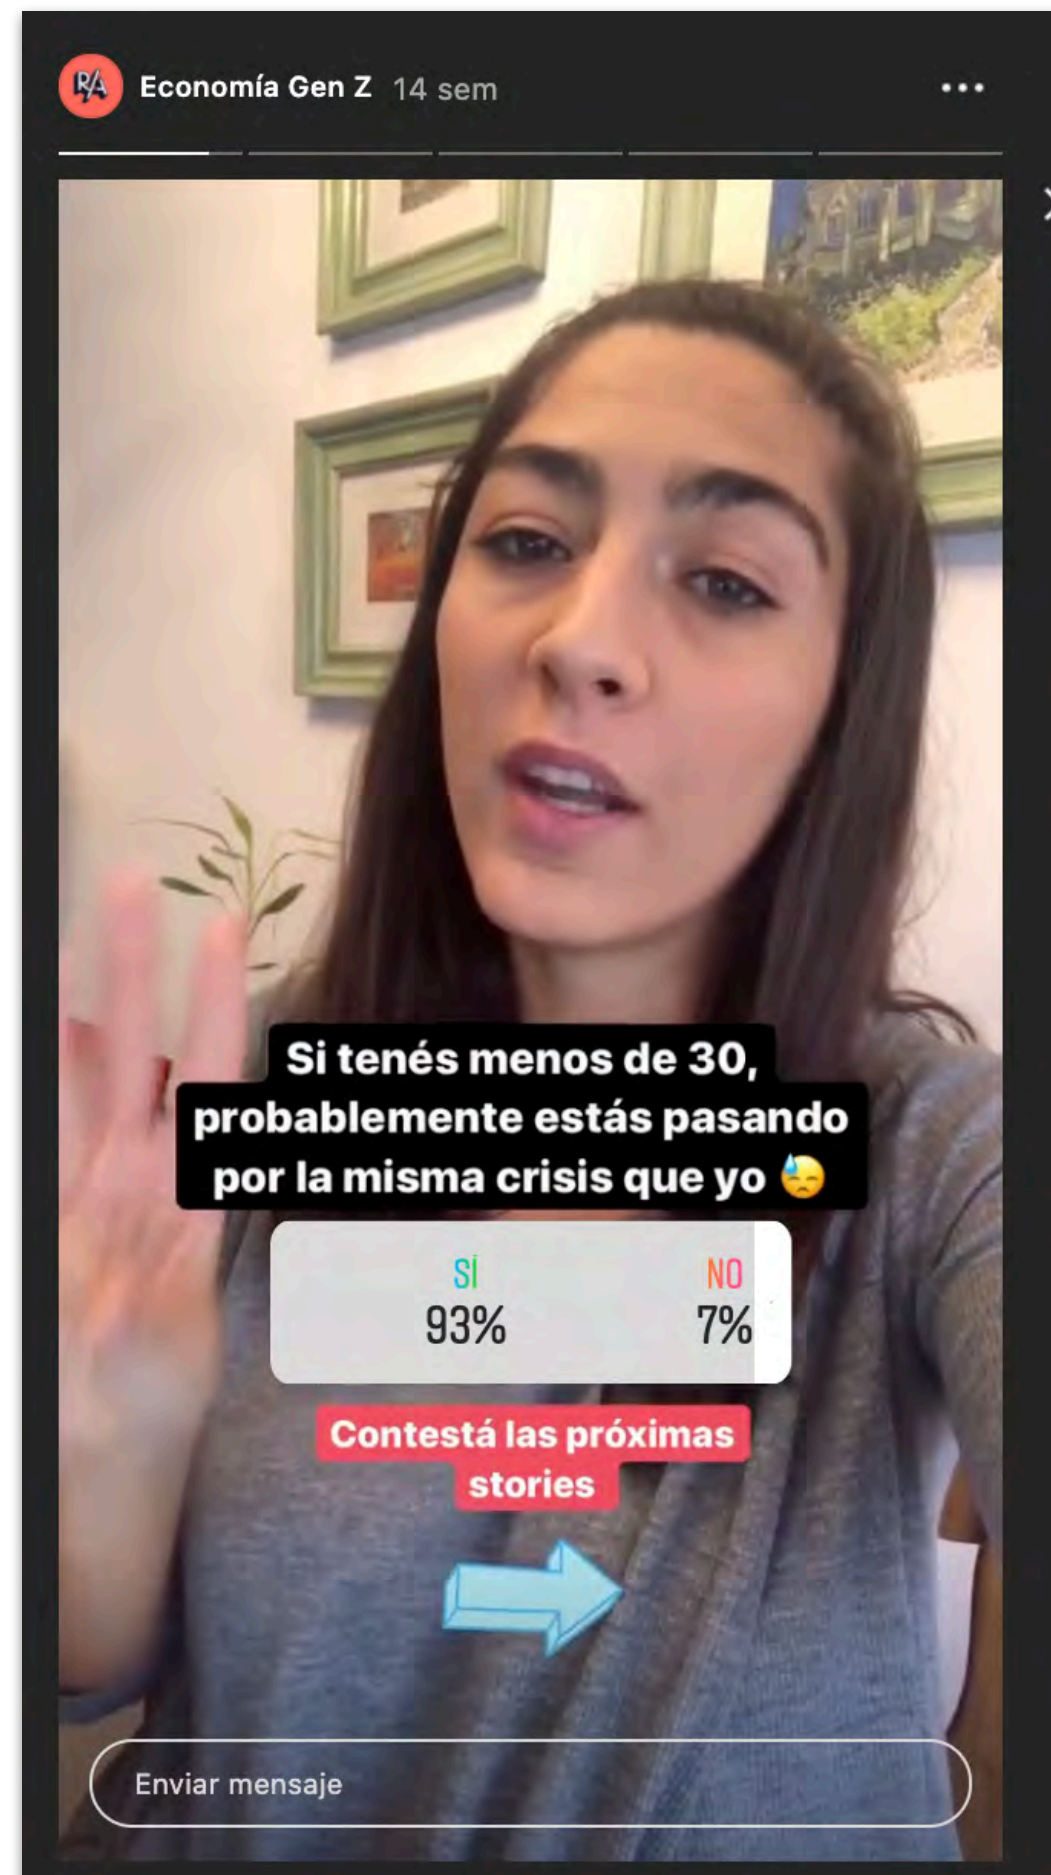 RA
Economía Gen Z 14 sem
Si tenés menos de 30,
probablemente estás pasando
por la misma crisis que yo 😓
SÍ NO
93% 7%
Contestá las próximas
stories
Enviar mensaje